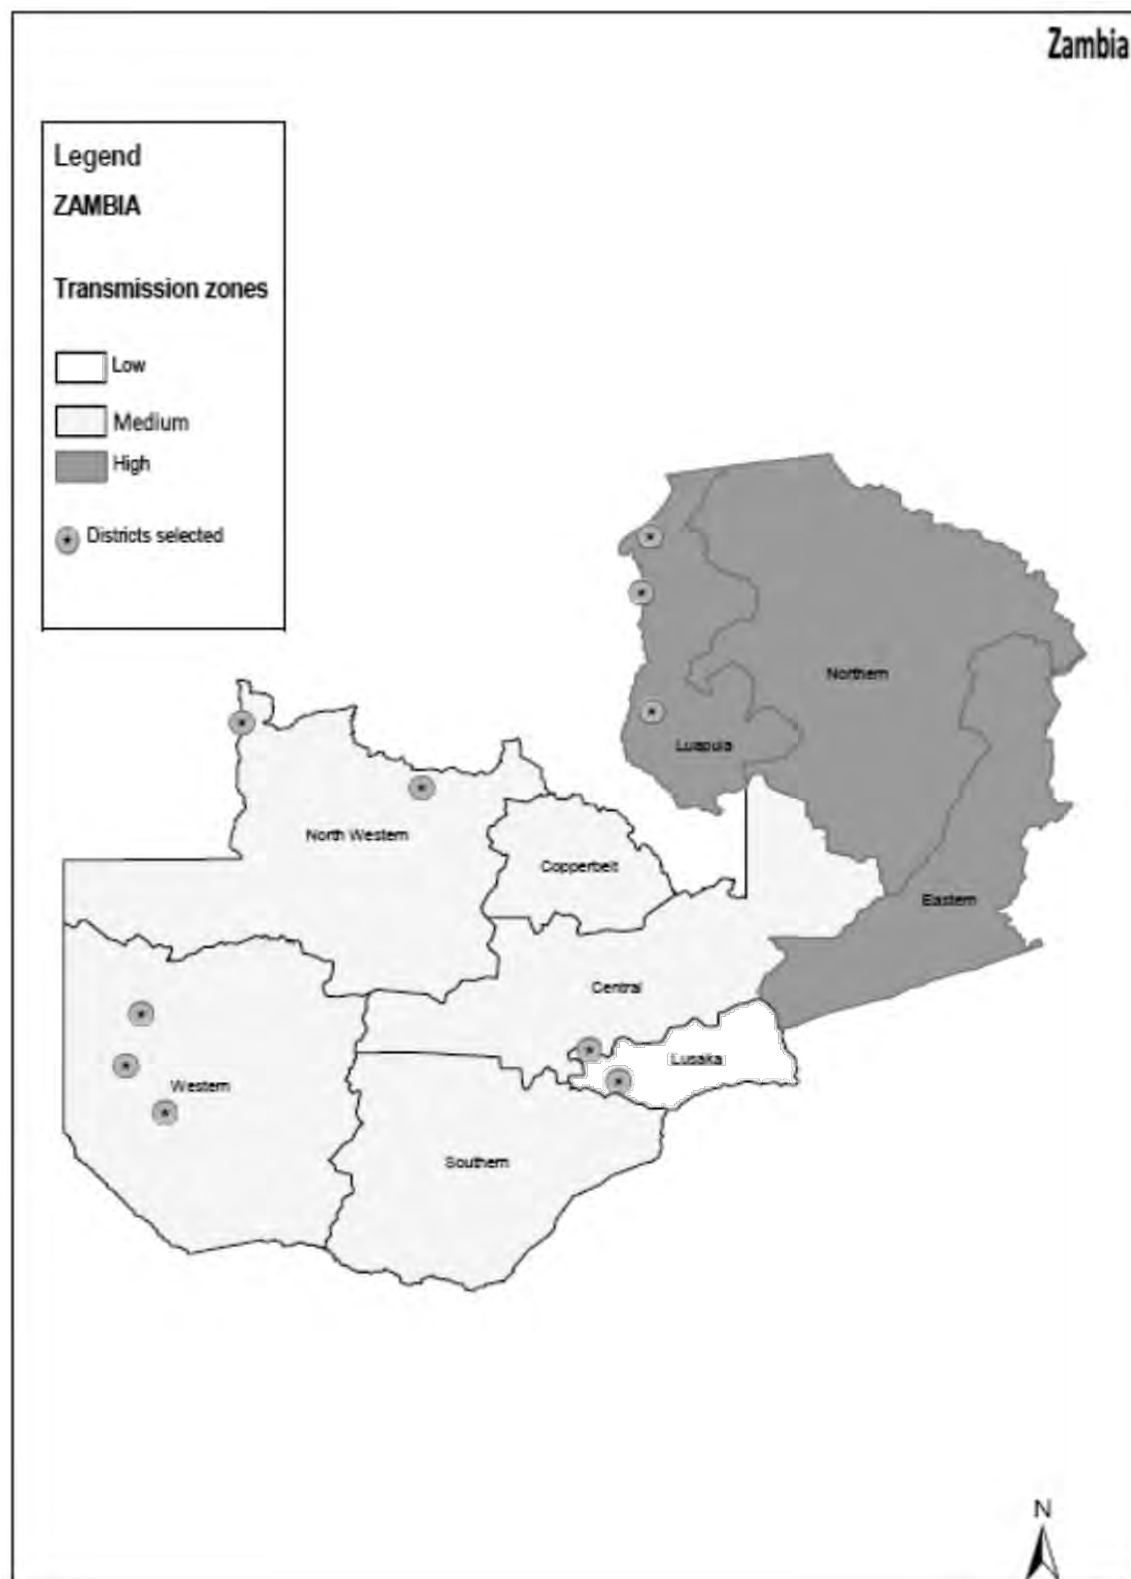 Zambia
Legend
ZAMBIA
Transmission zones
Low
Medium
High
Districts selected
Northern
Luapula
North Western
Copperbelt
Eastern
Central
Lusaka
Western
Southern
N